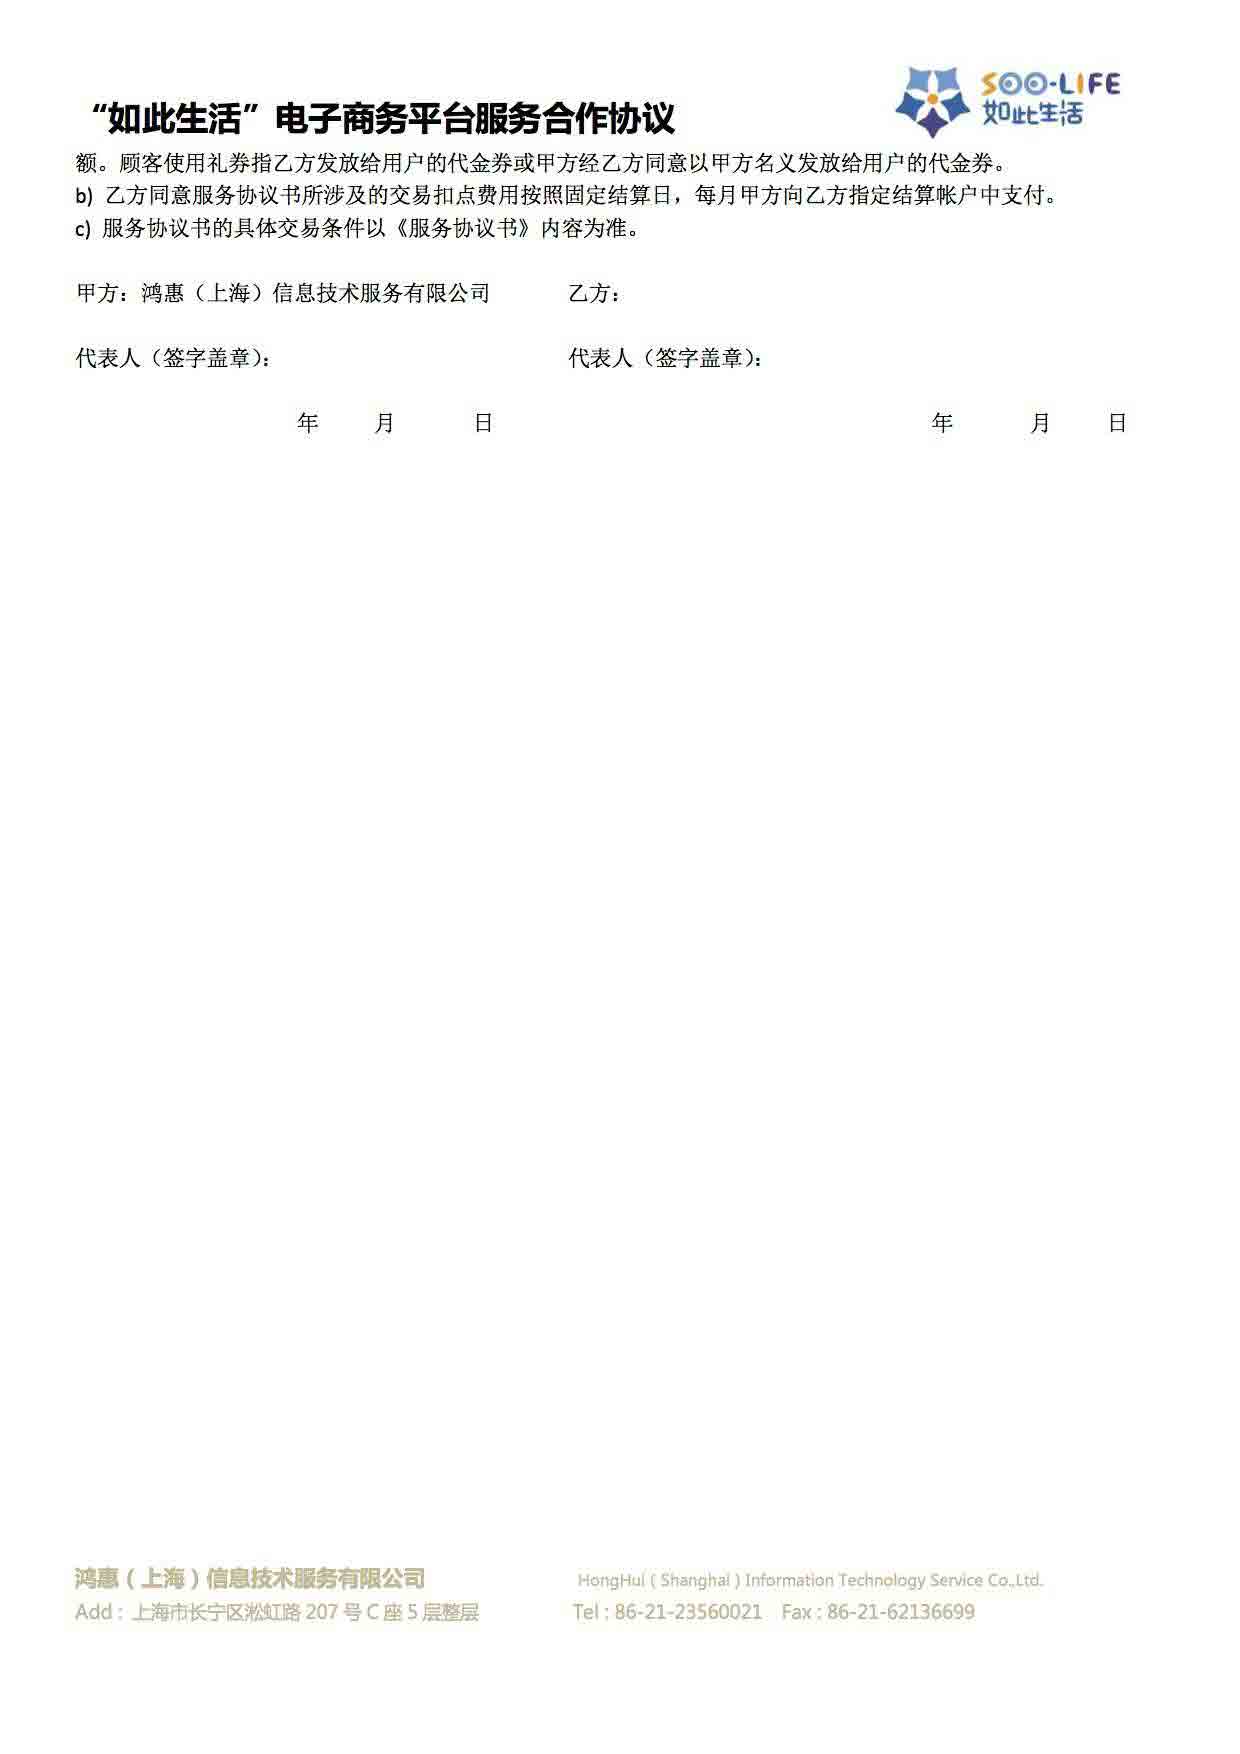 SOO-LIFE
如此生活
“如此生活”电子商务平台服务合作协议
额。顾客使用礼券指乙方发放给用户的代金券或甲方经乙方同意以甲方名义发放给用户的代金券。
b) 乙方同意服务协议书所涉及的交易扣点费用按照固定结算日，每月甲方向乙方指定结算帐户中支付。
c) 服务协议书的具体交易条件以《服务协议书》内容为准。
甲方：鸿惠（上海）信息技术服务有限公司 乙方：
代表人（签字盖章）： 代表人（签字盖章）：
年 月 日 年 月 日
鸿惠（上海）信息技术服务有限公司 HongHui ( Shanghai ) Information Technology Service Co.,Ltd.
Add : 上海市长宁区淞虹路 207 号 C 座 5 层整层 Tel : 86-21-23560021 Fax : 86-21-62136699